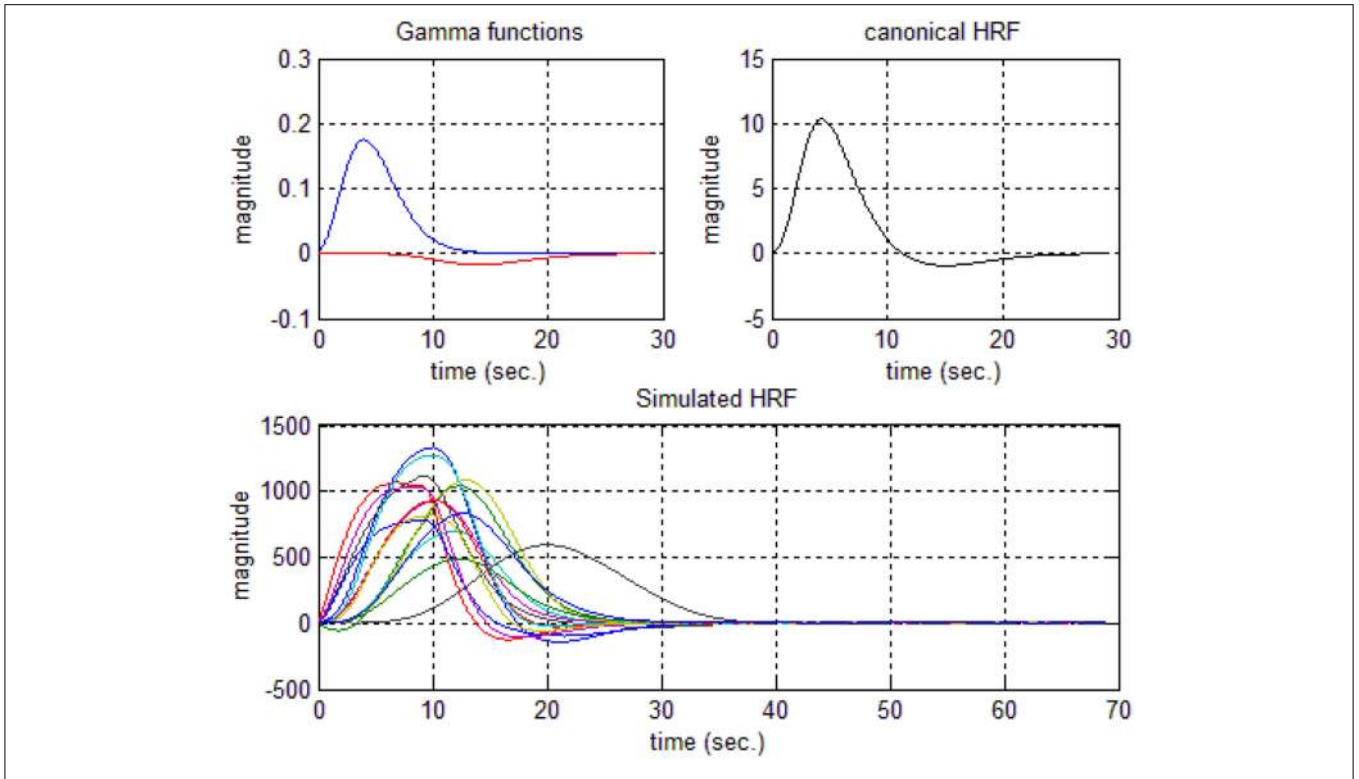 Gamma functions
0.3
0.2
0.1
0
-0.1
magnitude
0 10 20 30
time (sec.)
canonical HRF
15
10
5
0
-5
magnitude
0 10 20 30
time (sec.)
Simulated HRF
1500
1000
500
0
-500
magnitude
0 10 20 30 40 50 60 70
time (sec.)